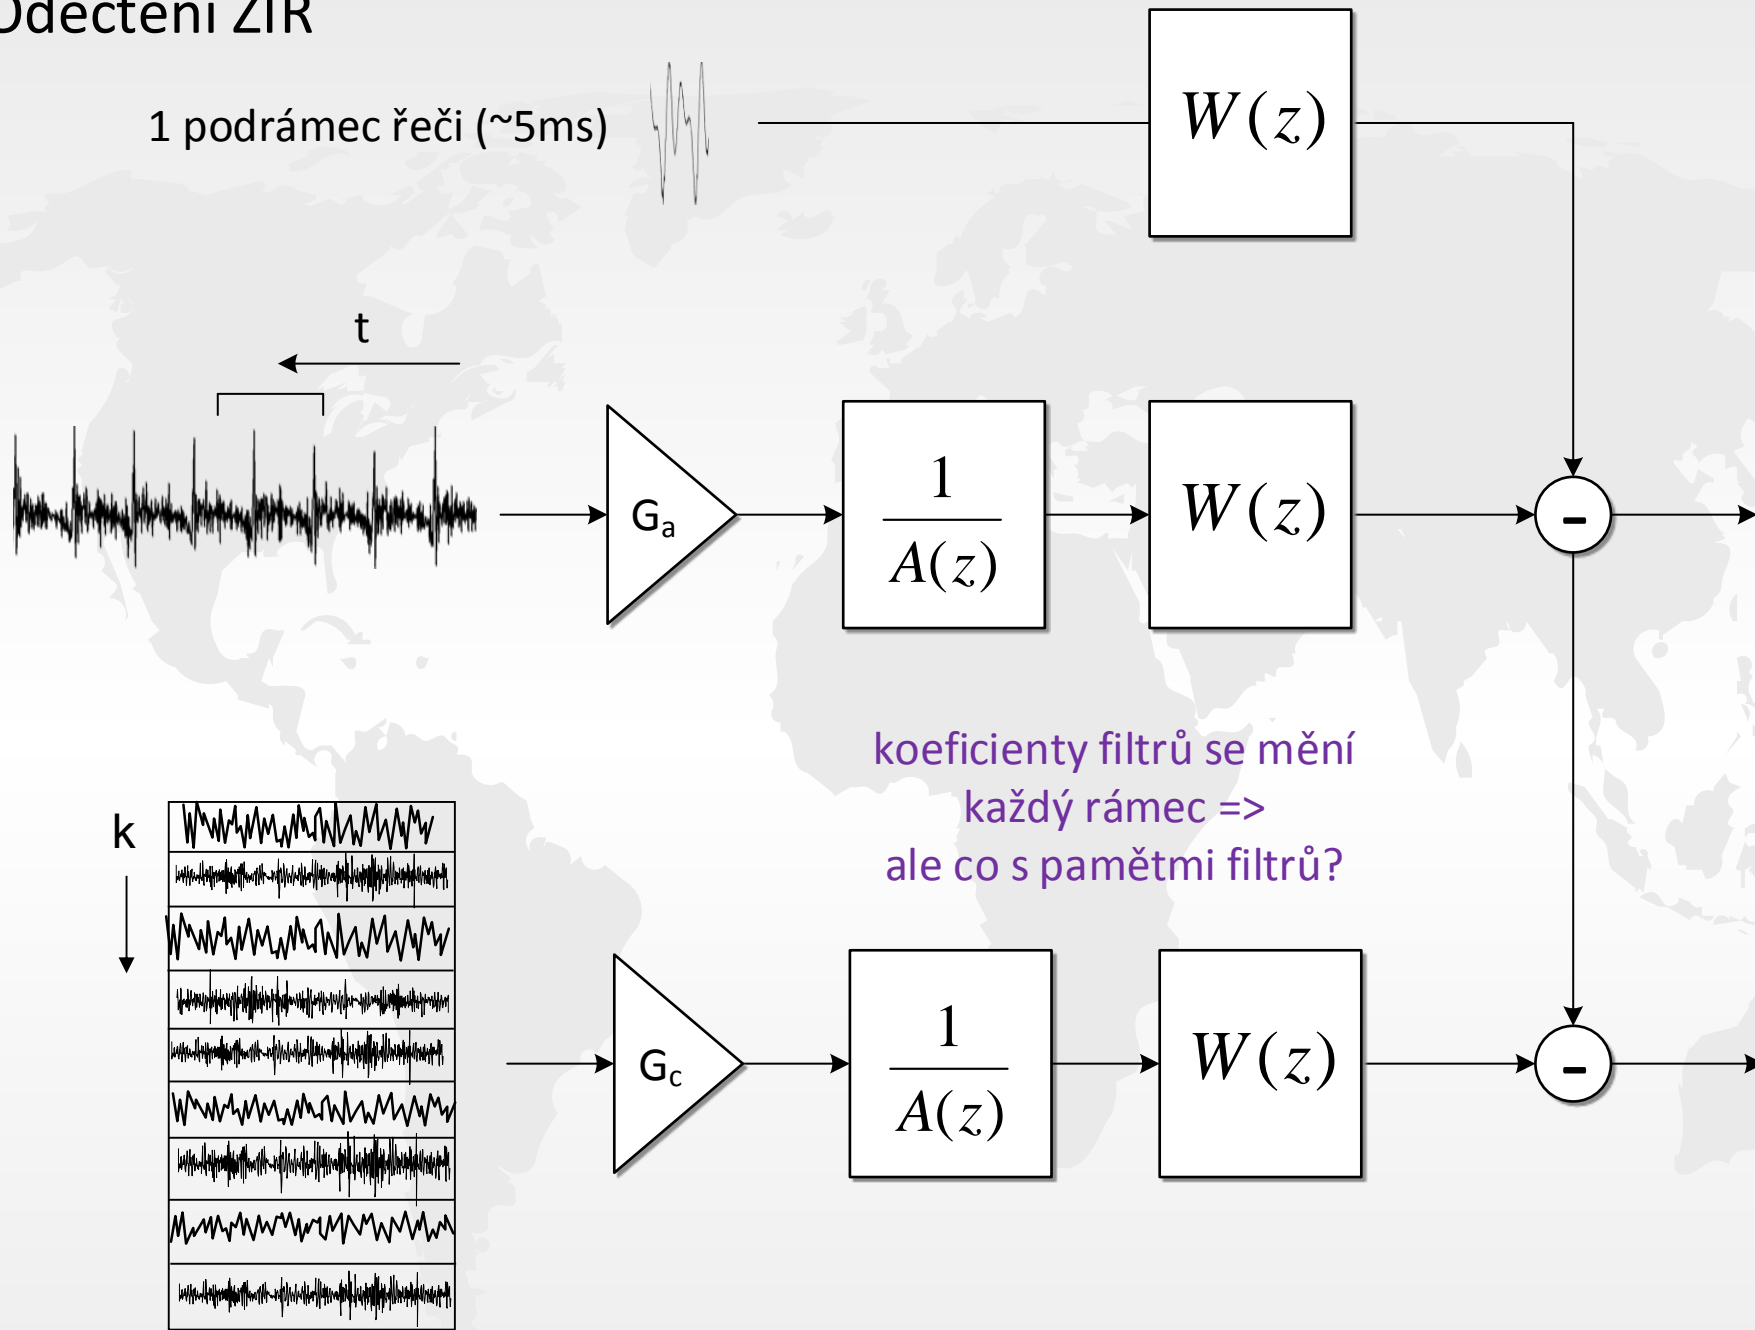 Odečtení ZIR
1 podrámec řeči (~5ms)
W(z)
t
Ga
1
A(z)
W(z)
-
koeficienty filtrů se mění
každý rámec =>
ale co s pamětmi filtrů?
k
Gc
1
A(z)
W(z)
-